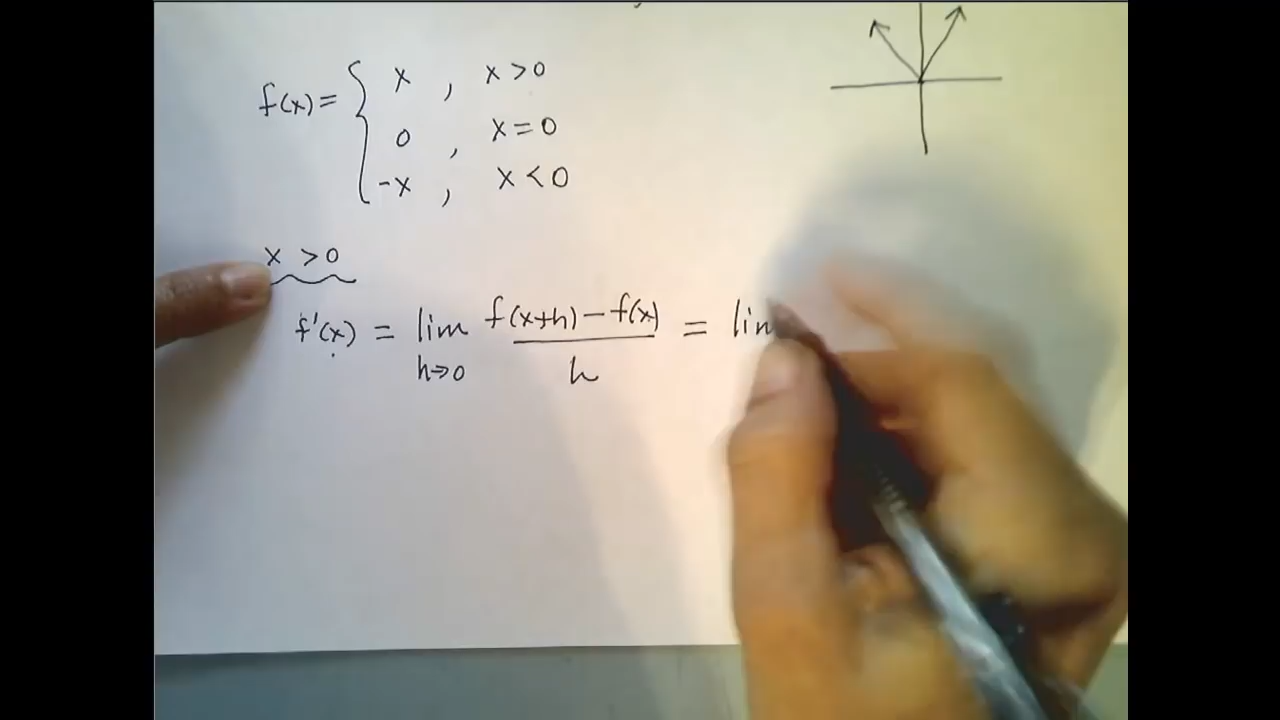 f(x) = { x , x > 0
0 , x = 0
-x , x < 0
x > 0
f'(x) = lim h→0 f(x+h) - f(x) / h = lim